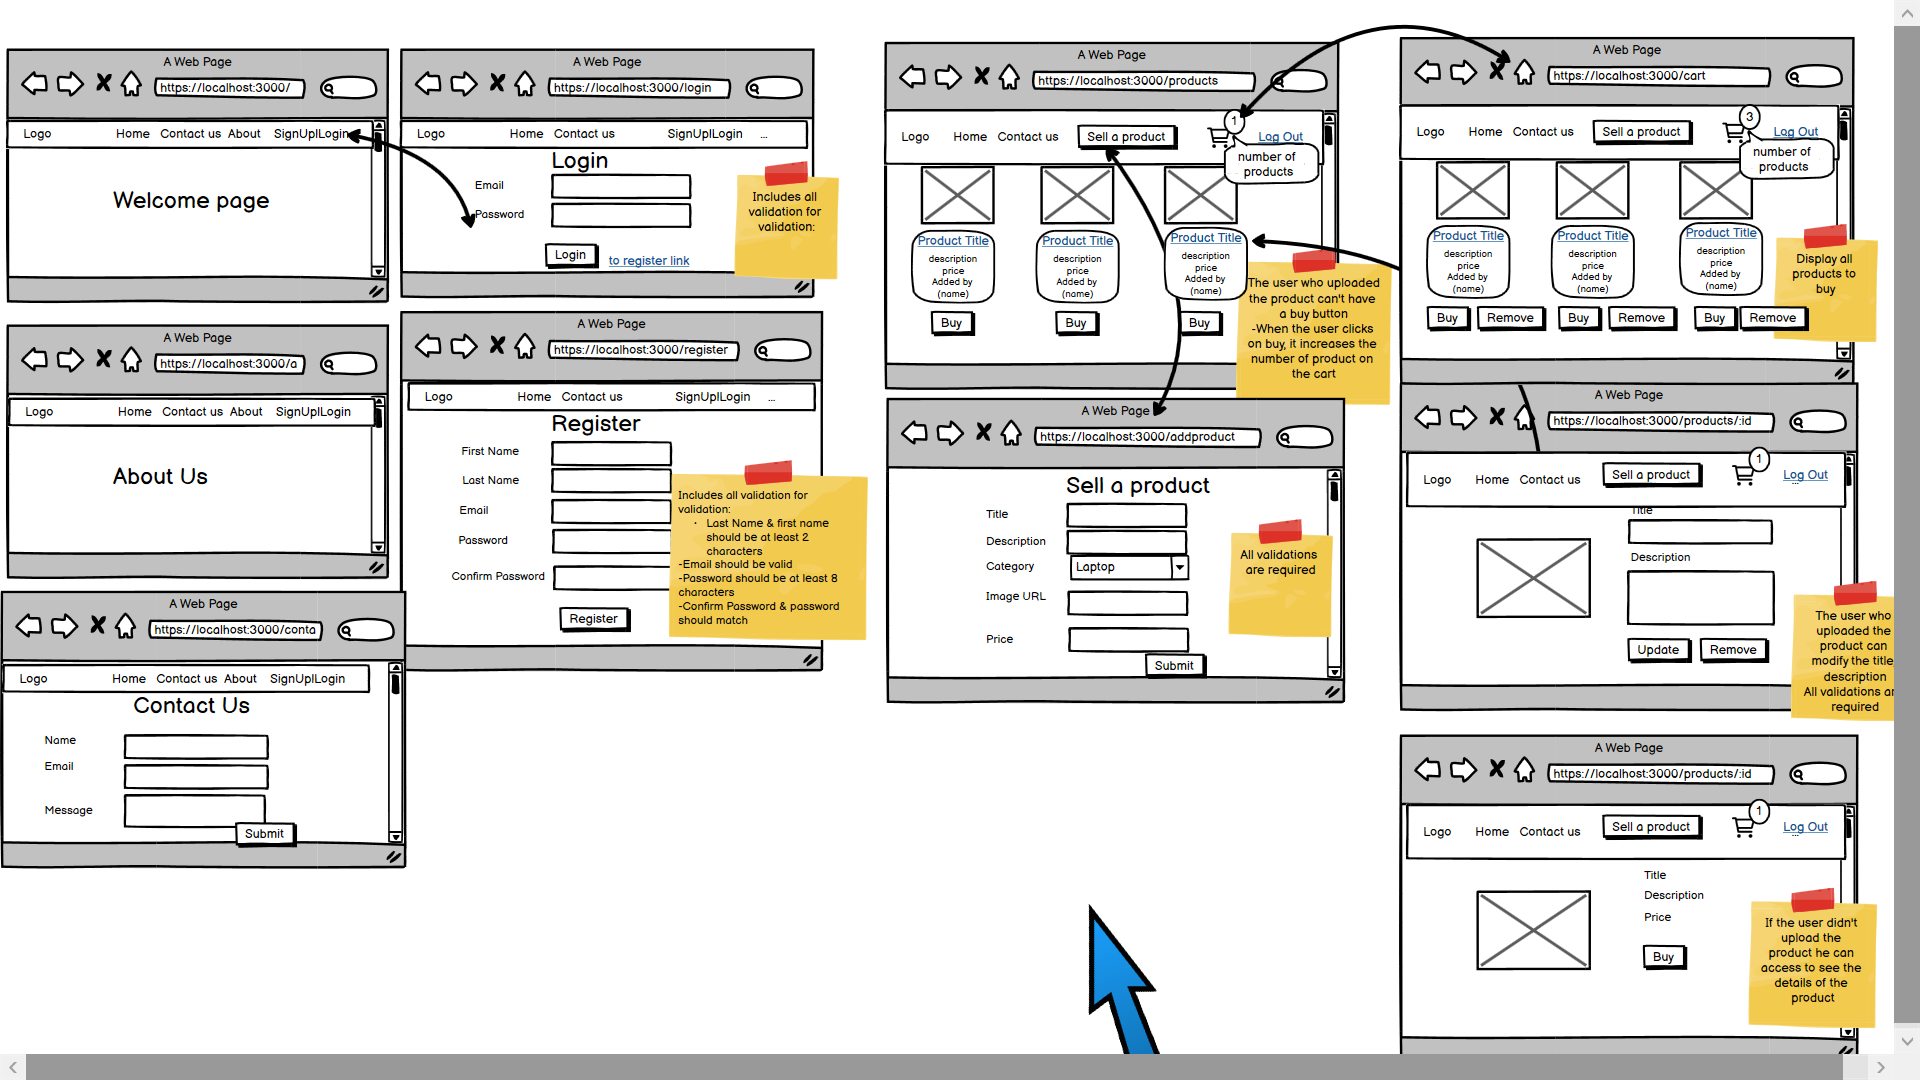 A Web Page
https://localhost:3000/
Logo Home Contact us About SignUp|Login
Welcome page
A Web Page
https://localhost:3000/login
Logo Home Contact us SignUp|Login ...
Login
Email
Password
Login to register link
Includes all
validation for
validation:
A Web Page
https://localhost:3000/a
Logo Home Contact us About SignUp|Login
About Us
A Web Page
https://localhost:3000/register
Logo Home Contact us SignUp|Login ...
Register
First Name
Last Name
Email
Password
Confirm Password
Register
Includes all validation for
validation:
· Last Name & first name
should be at least 2
characters
-Email should be valid
-Password should be at least 8
characters
-Confirm Password & password
should match
A Web Page
https://localhost:3000/conta
Logo Home Contact us About SignUp|Login
Contact Us
Name
Email
Message
Submit
A Web Page
https://localhost:3000/products
1
Logo Home Contact us Sell a product Log Out
number of
products
Product Title Product Title Product Title
description description description
price price price
Added by Added by Added by
(name) (name) (name)
Buy Buy Buy
The user who uploaded
the product can't have
a buy button
-When the user clicks
on buy, it increases the
number of product on
the cart
A Web Page
https://localhost:3000/addproduct
Sell a product
Title
Description
Category Laptop
Image URL
Price
Submit
All validations
are required
A Web Page
https://localhost:3000/cart
3
Logo Home Contact us Sell a product Log Out
number of
products
Product Title Product Title Product Title
description description description
price price price
Added by Added by Added by
(name) (name) (name)
Buy Remove Buy Remove Buy Remove
Display all
products to
buy
A Web Page
https://localhost:3000/products/:id
1
Logo Home Contact us Sell a product Log Out
Title
Description
Update Remove
The user who
uploaded the
product can
modify the title
description
All validations ar
required
A Web Page
https://localhost:3000/products/:id
1
Logo Home Contact us Sell a product Log Out
Title
Description
Price
Buy
If the user didn't
upload the
product he can
access to see the
details of the
product